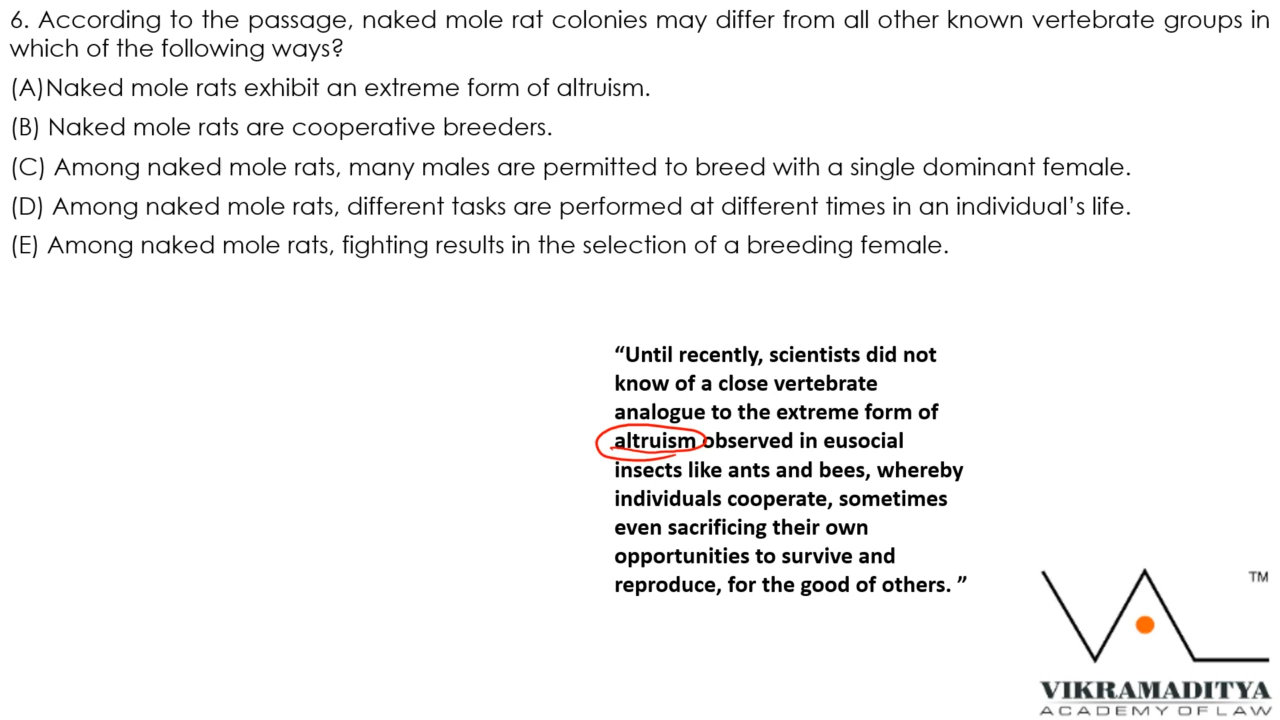 6. According to the passage, naked mole rat colonies may differ from all other known vertebrate groups in
which of the following ways?
(A)Naked mole rats exhibit an extreme form of altruism.
(B) Naked mole rats are cooperative breeders.
(C) Among naked mole rats, many males are permitted to breed with a single dominant female.
(D) Among naked mole rats, different tasks are performed at different times in an individual’s life.
(E) Among naked mole rats, fighting results in the selection of a breeding female.
“Until recently, scientists did not
know of a close vertebrate
analogue to the extreme form of
altruism observed in eusocial
insects like ants and bees, whereby
individuals cooperate, sometimes
even sacrificing their own
opportunities to survive and
reproduce, for the good of others. ”
TM
VIKRAMADITYA
ACADEMY OF LAW